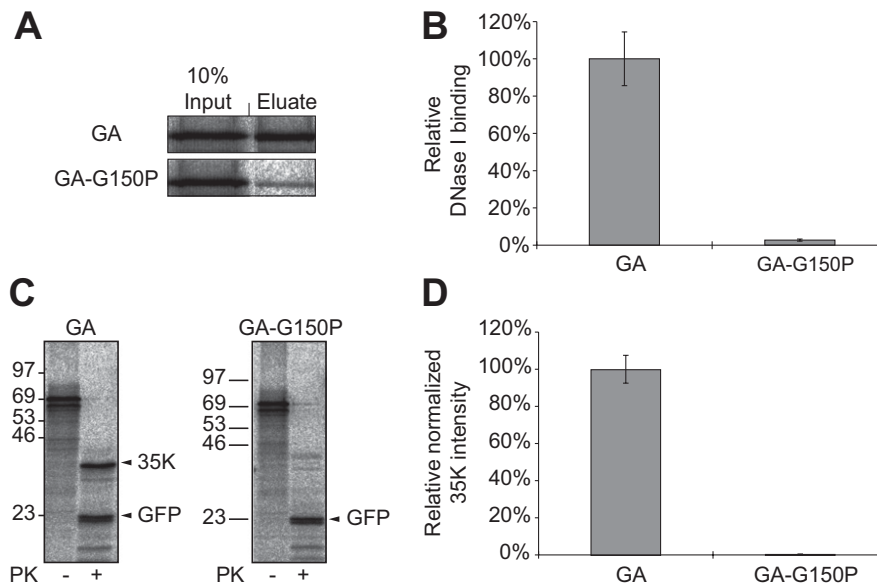 A
10%
Input Eluate
GA
GA-G150P
B
Relative
DNase I binding
120%
100%
80%
60%
40%
20%
0%
GA GA-G150P
C
GA
97
69
53
46
35K
23
GFP
PK - +
GA-G150P
97
69
53
46
23
GFP
PK - +
D
Relative normalized
35K intensity
120%
100%
80%
60%
40%
20%
0%
GA GA-G150P